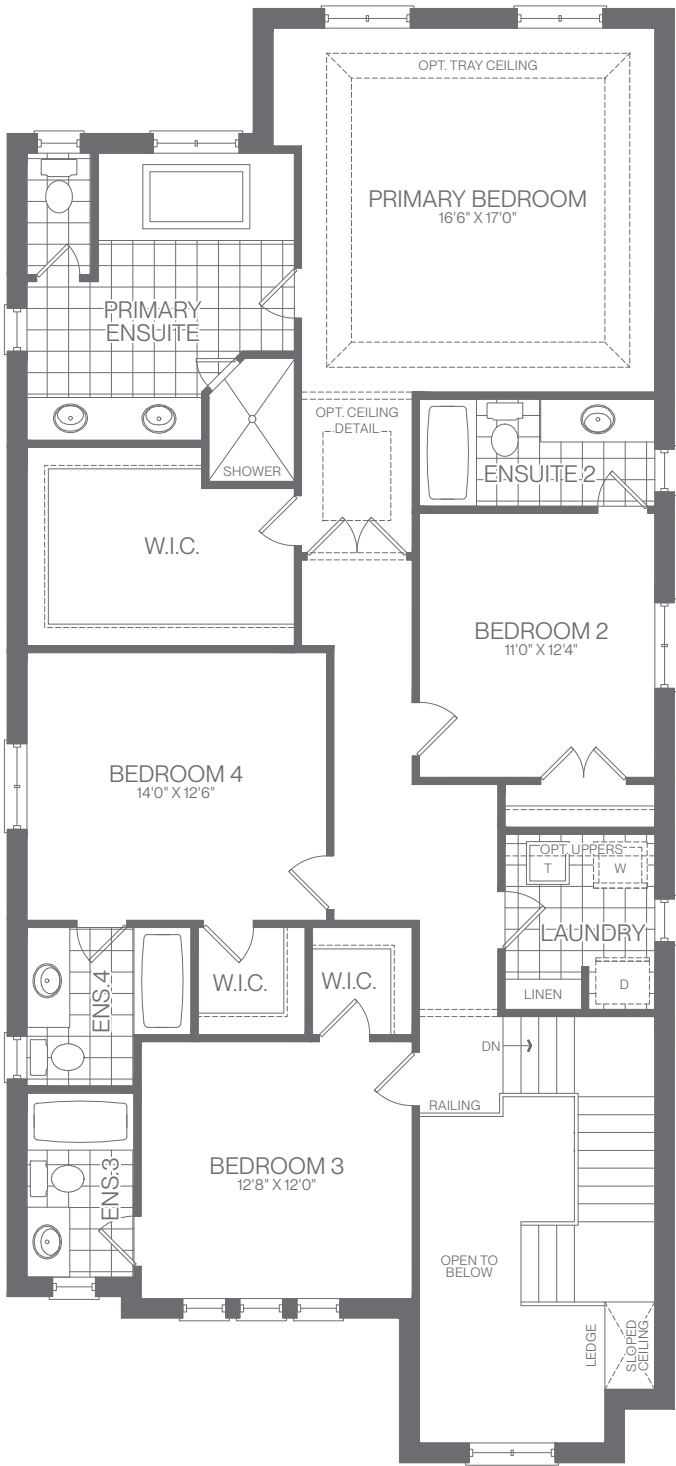 OPT. TRAY CEILING
PRIMARY BEDROOM
16'6" X 17'0"
PRIMARY
ENSUITE
OPT. CEILING
DETAIL
SHOWER
ENSUITE 2
W.I.C.
BEDROOM 2
11'0" X 12'4"
BEDROOM 4
14'0" X 12'6"
OPT. UPPERS
T
W
LAUNDRY
LINEN
D
ENS.4
W.I.C.
W.I.C.
DN
RAILING
BEDROOM 3
12'8" X 12'0"
ENS.3
OPEN TO
BELOW
LEDGE
SLOPED
CEILING